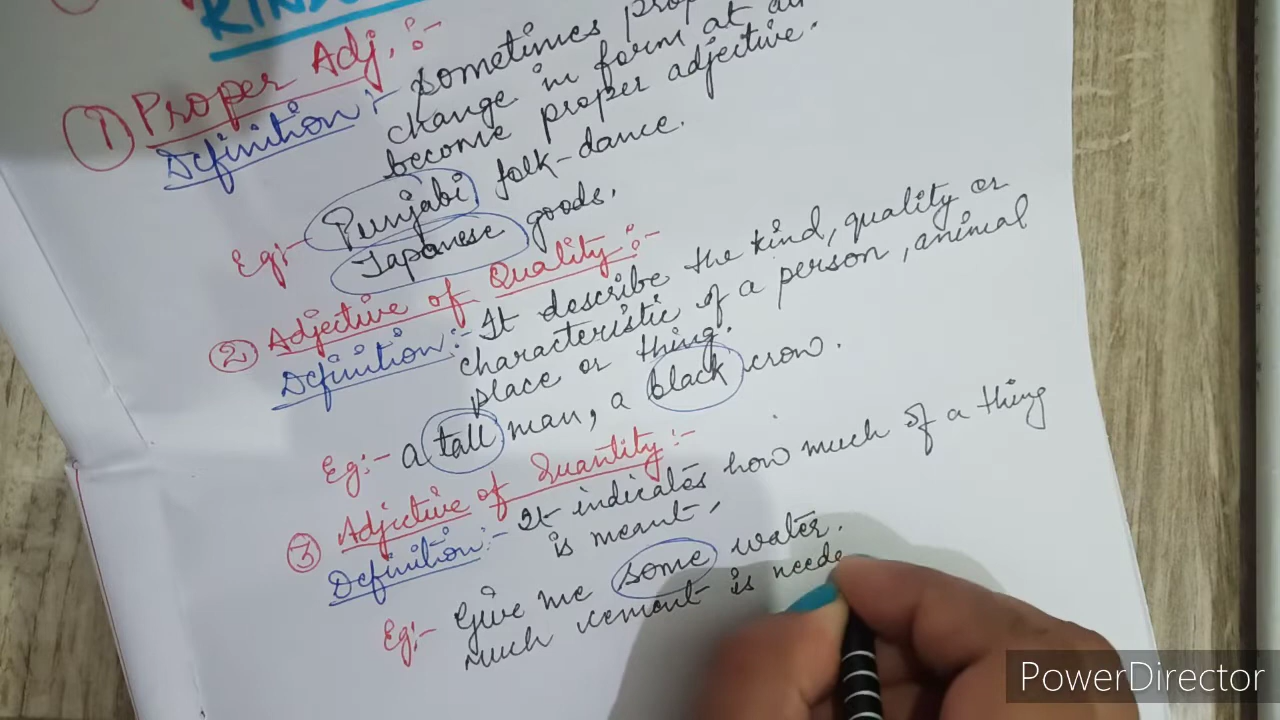 KINDS
① Proper Adj. :-
Definition :- Sometimes
change in form at
become proper adjective.
Eg:- Punjabi folk-dance.
Japanese goods.
② Adjective of Quality :-
Definition :- It describe the kind, quality or
characteristic of a person, animal
place or thing.
Eg:- a tall man, a black crow.
③ Adjective of Quantity :-
Definition :- It indicates how much of a thing
is meant.
Eg:- Give me some water.
Much cement is neede
PowerDirector